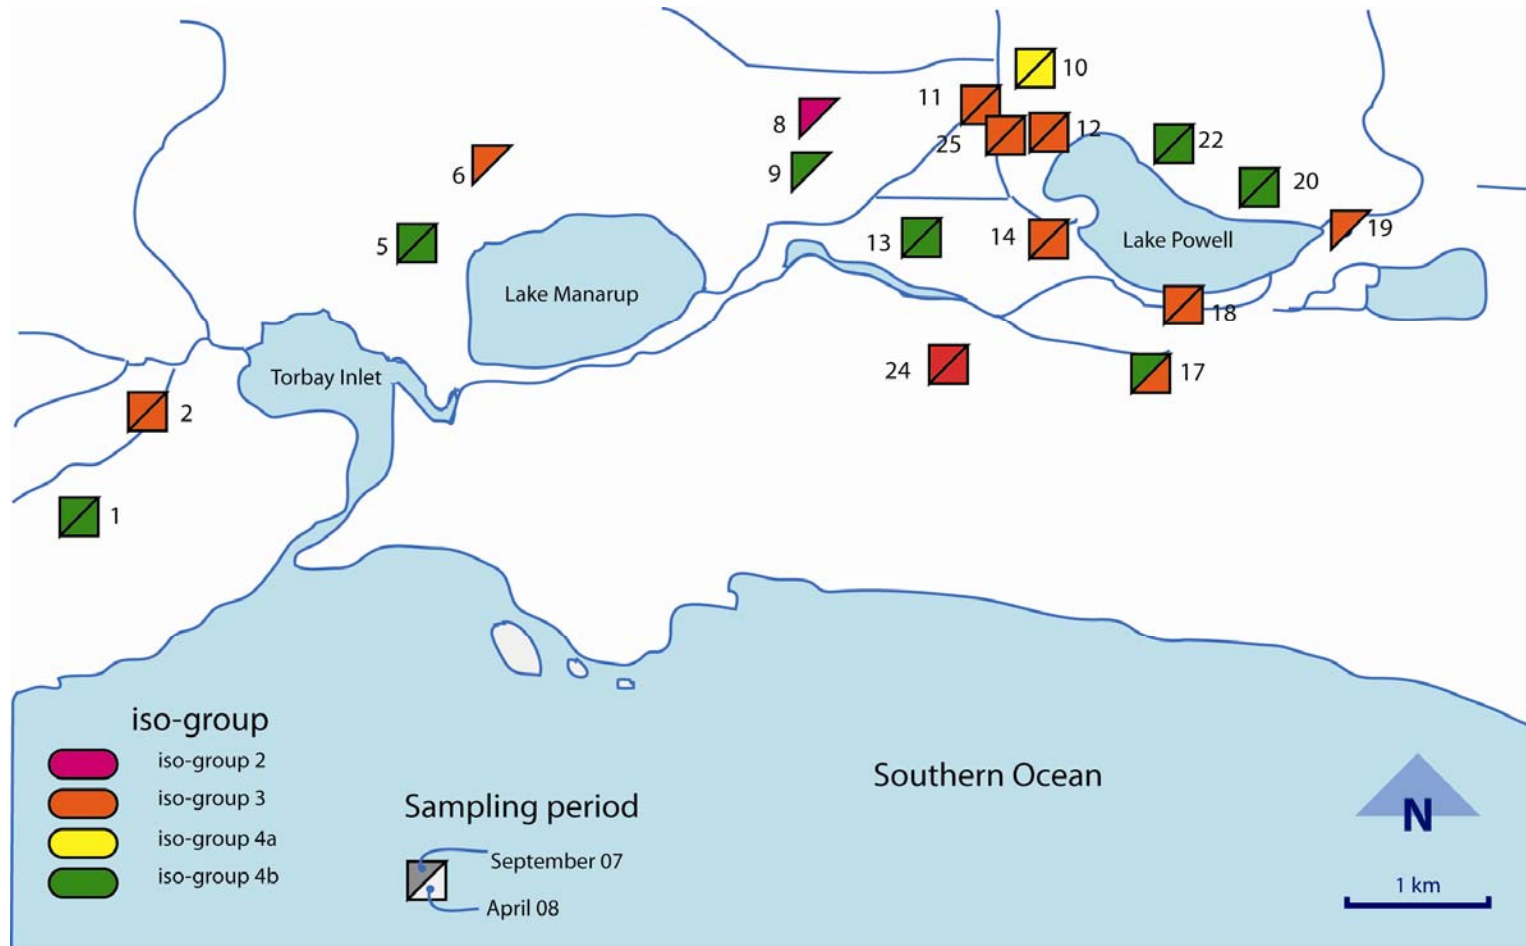 10
11
8
25
12
22
6
9
20
5
13
14
Lake Powell
19
Lake Manarup
18
Torbay Inlet
24
17
2
1
iso-group
iso-group 2
iso-group 3
iso-group 4a
iso-group 4b
Sampling period
September 07
April 08
Southern Ocean
N
1 km